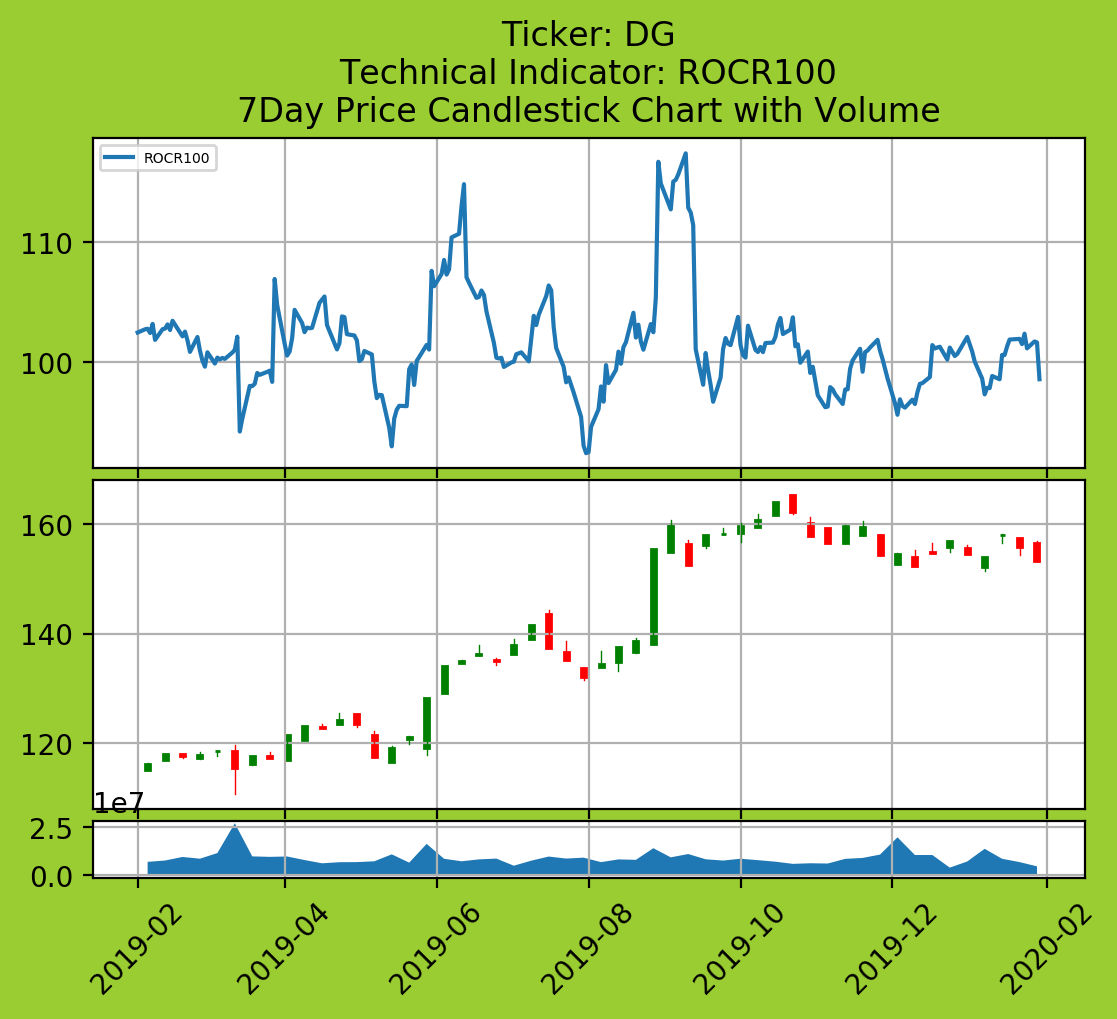 Ticker: DG
Technical Indicator: ROCR100
7Day Price Candlestick Chart with Volume
ROCR100
110
100
160
140
120
1e7
2.5
0.0
2019-02 2019-04 2019-06 2019-08 2019-10 2019-12 2020-02